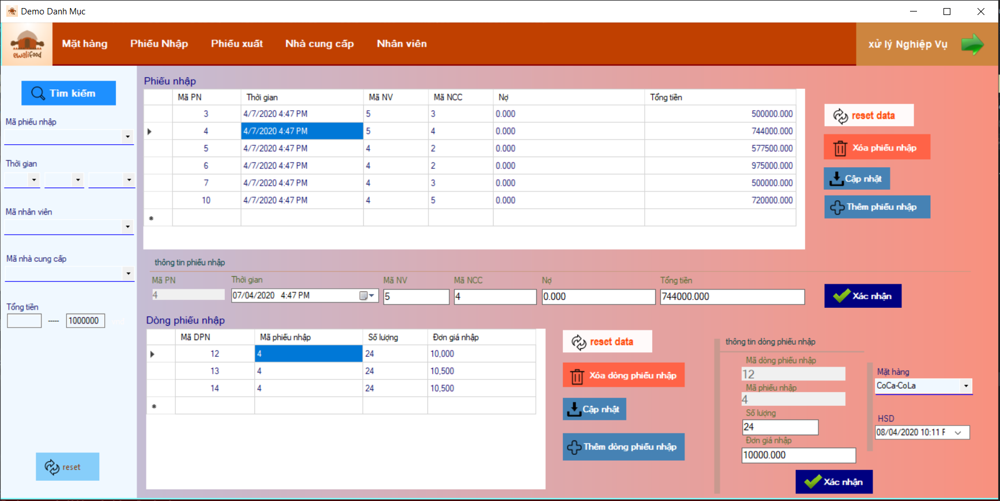 Demo Danh Mục
ewalifood
Mặt hàng Phiếu Nhập Phiếu xuất Nhà cung cấp Nhân viên
xử lý Nghiệp Vụ
Tìm kiếm
Mã phiếu nhập
Thời gian
Mã nhân viên
Mã nhà cung cấp
Tổng tiền
----- 1000000
reset
Phiếu nhập
Mã PN Thời gian Mã NV Mã NCC Nợ Tổng tiền
3 4/7/2020 4:47 PM 5 3 0.000 500000.000
4 4/7/2020 4:47 PM 5 4 0.000 744000.000
5 4/7/2020 4:47 PM 4 2 0.000 577500.000
6 4/7/2020 4:47 PM 4 2 0.000 975000.000
7 4/7/2020 4:47 PM 4 3 0.000 500000.000
10 4/7/2020 4:47 PM 4 5 0.000 720000.000
reset data
Xóa phiếu nhập
Cập nhật
Thêm phiếu nhập
thông tin phiếu nhập
Mã PN Thời gian Mã NV Mã NCC Nợ Tổng tiền
4 07/04/2020 4:47 PM 5 4 0.000 744000.000
Xác nhận
Dòng phiếu nhập
Mã DPN Mã phiếu nhập Số lượng Đơn giá nhập
12 4 24 10,000
13 4 24 10,500
14 4 24 10,500
reset data
Xóa dòng phiếu nhập
Cập nhật
Thêm dòng phiếu nhập
thông tin dòng phiếu nhập
Mã dòng phiếu nhập
12
Mã phiếu nhập
4
Số lượng
24
Đơn giá nhập
10000.000
Mặt hàng
CoCa-CoLa
HSD
08/04/2020 10:11
Xác nhận